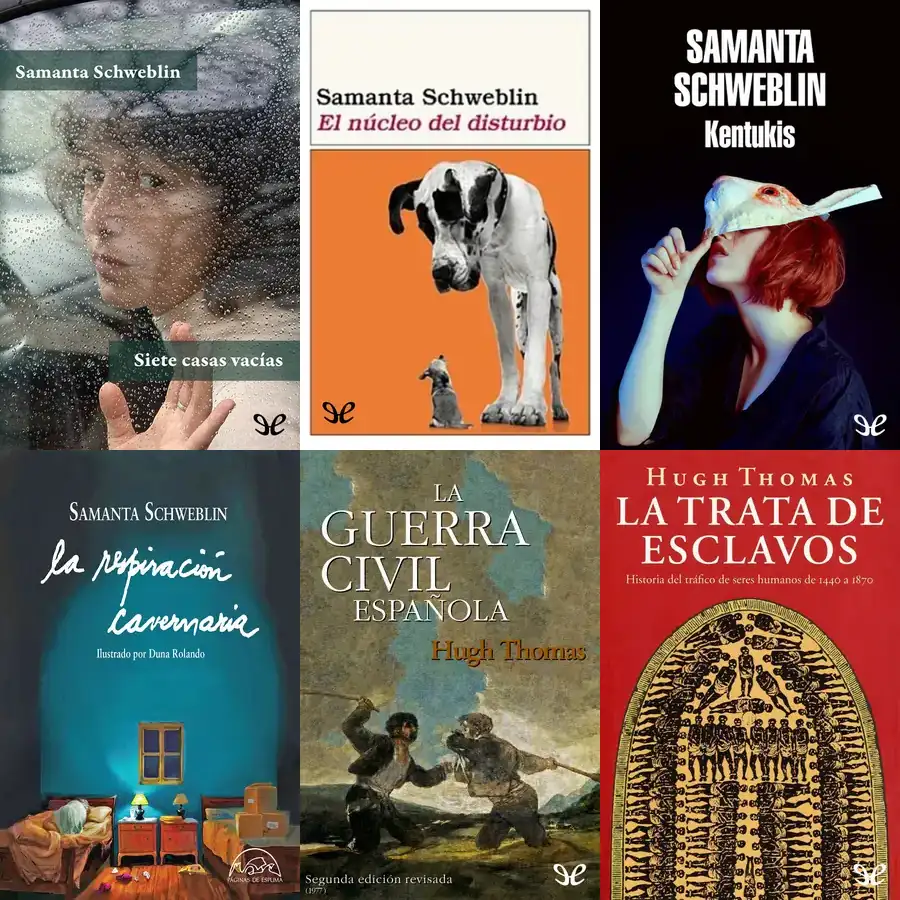 Samanta Schweblin
Siete casas vacías
Samanta Schweblin
El núcleo del disturbio
SAMANTA
SCHWEBLIN
Kentukis
SAMANTA SCHWEBLIN
la respiración
cavernaria
Ilustrado por Duna Rolando
PÁGINAS DE ESPUMA
LA
GUERRA
CIVIL
ESPAÑOLA
Hugh Thomas
Segunda edición revisada
(1977)
HUGH THOMAS
LA TRATA DE
ESCLAVOS
Historia del tráfico de seres humanos de 1440 a 1870